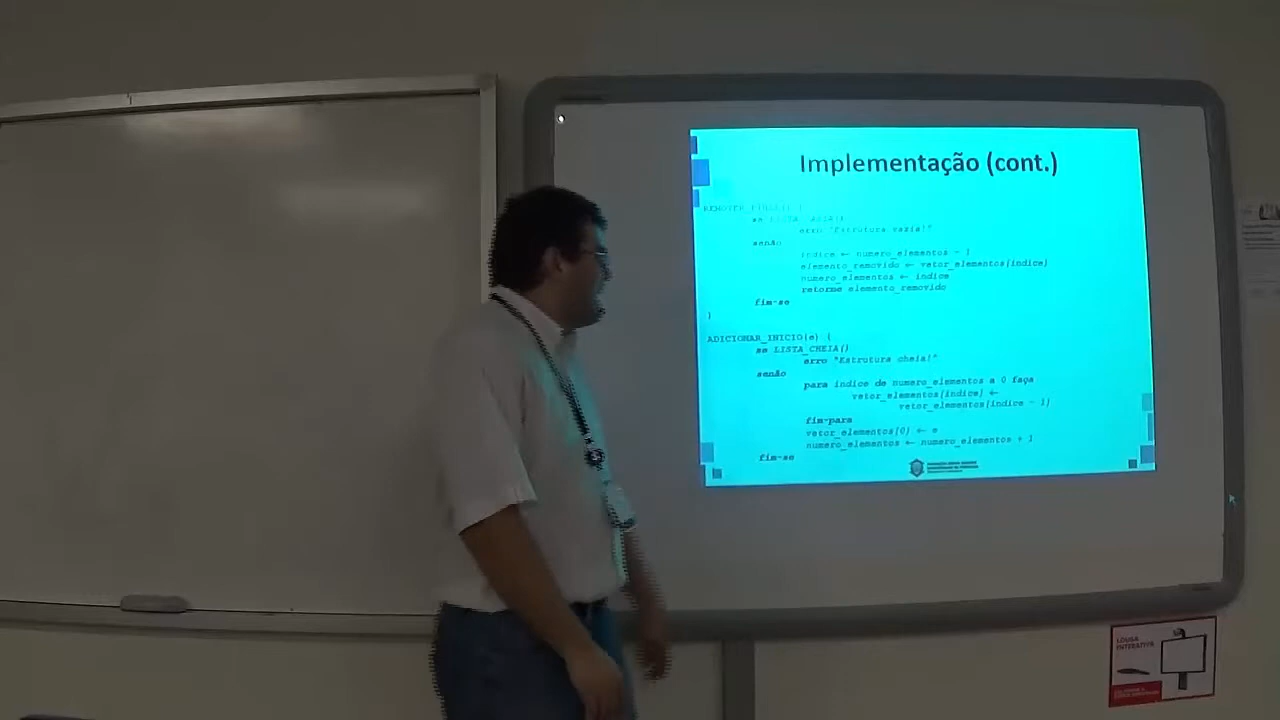 Implementação (cont.)
REMOVER_FINAL() {
se LISTA_VAZIA()
erro "Estrutura vazia!"
senão
indice ← numero_elementos - 1
elemento_removido ← vetor_elementos[indice]
numero_elementos ← indice
retorne elemento_removido
fim-se
}
ADICIONAR_INICIO(e) {
se LISTA_CHEIA()
erro "Estrutura cheia!"
senão
para indice de numero_elementos a 0 faça
vetor_elementos[indice] ←
vetor_elementos[indice - 1]
fim-para
vetor_elementos[0] ← e
numero_elementos ← numero_elementos + 1
fim-se
LOUSA
INTERATIVA